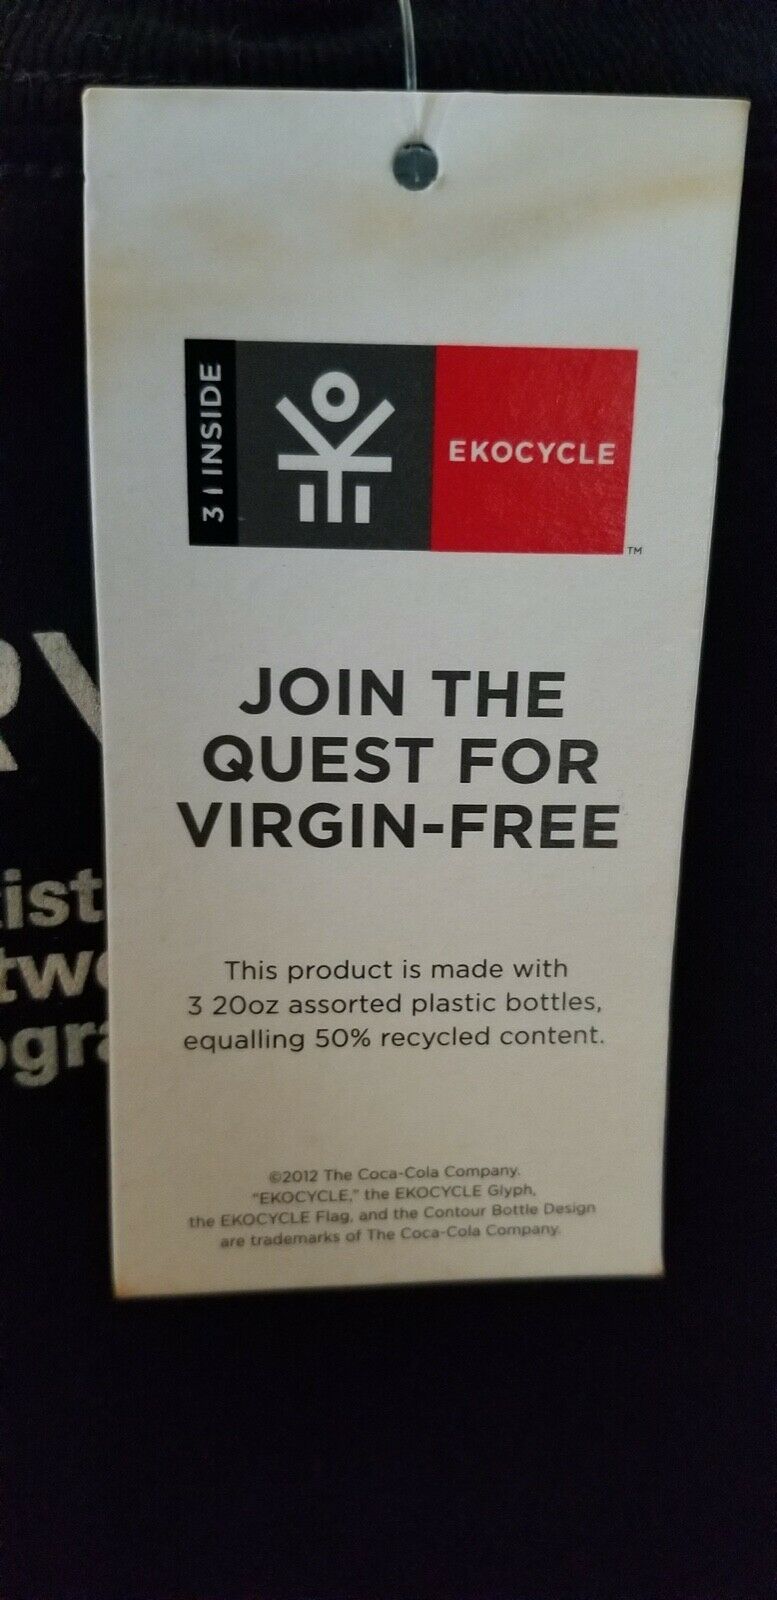 3 | INSIDE
EKOCYCLE
TM
JOIN THE
QUEST FOR
VIRGIN-FREE
This product is made with
3 20oz assorted plastic bottles,
equalling 50% recycled content.
©2012 The Coca-Cola Company.
"EKOCYCLE," the EKOCYCLE Glyph,
the EKOCYCLE Flag, and the Contour Bottle Design
are trademarks of The Coca-Cola Company.